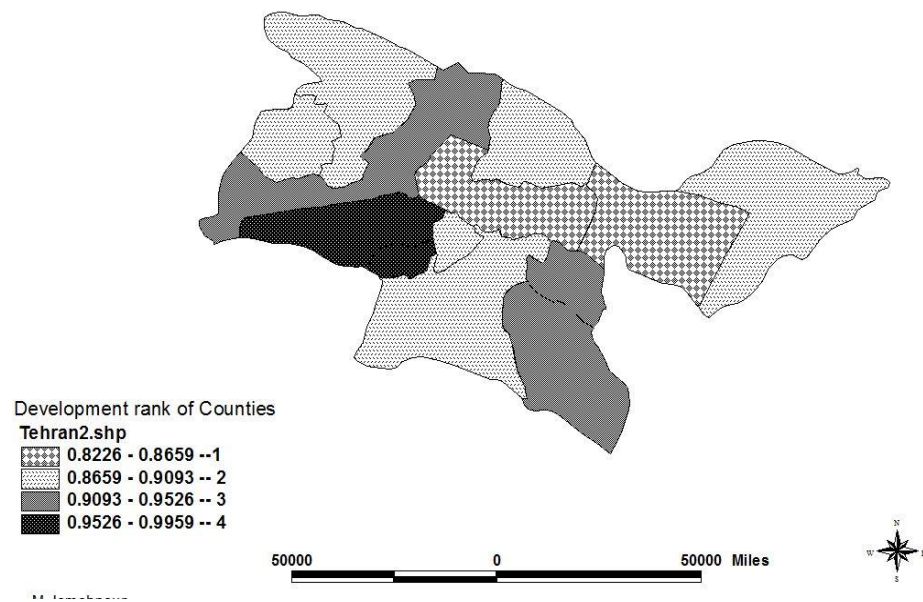 Development rank of Counties
Tehran2.shp
0.8226 - 0.8659 --1
0.8659 - 0.9093 -- 2
0.9093 - 0.9526 -- 3
0.9526 - 0.9959 -- 4
50000 0 50000 Miles
N
W
S